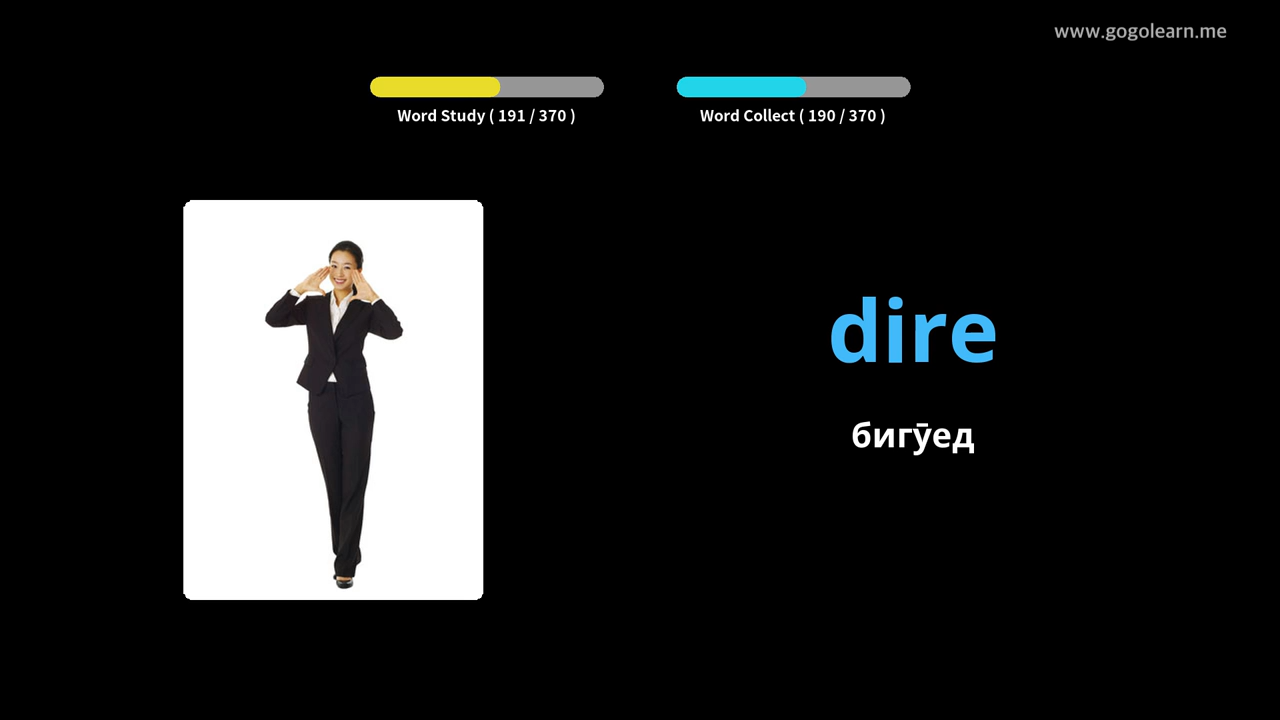 www.gogolearn.me
Word Study ( 191 / 370 )
Word Collect ( 190 / 370 )
dire
бигӯед